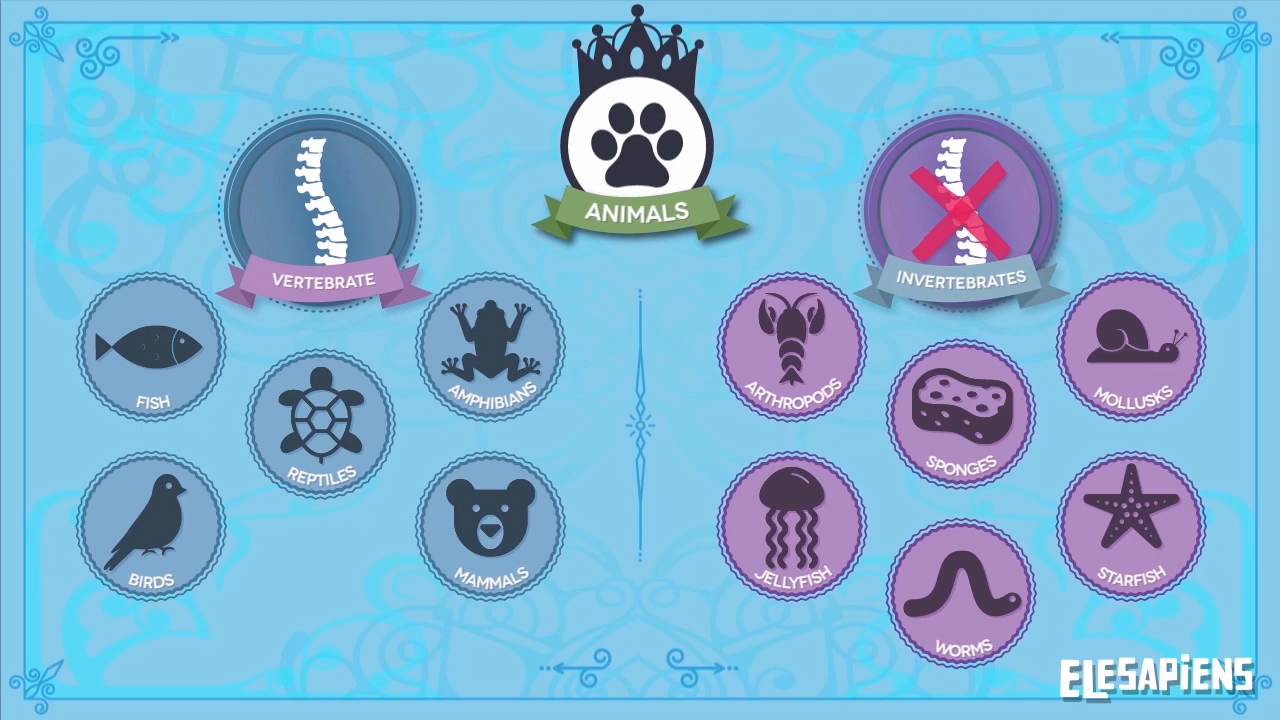 ANIMALS
VERTEBRATE
INVERTEBRATES
FISH
AMPHIBIANS
REPTILES
BIRDS
MAMMALS
ARTHROPODS
MOLLUSKS
SPONGES
JELLYFISH
STARFISH
WORMS
ELESAPiENS